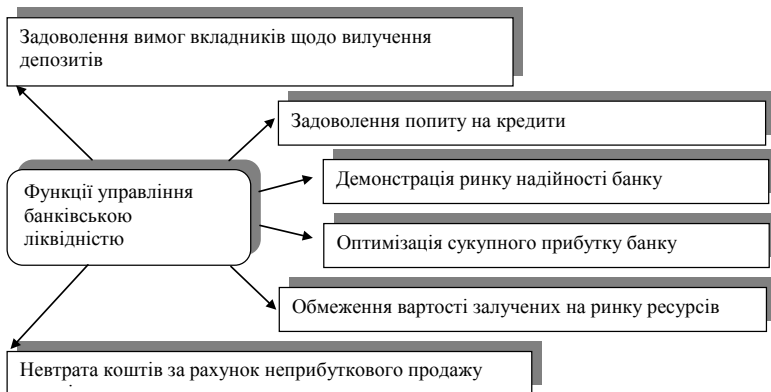 Задоволення вимог вкладників щодо вилучення
депозитів
Задоволення попиту на кредити
Демонстрація ринку надійності банку
Функції управління
банківською
ліквідністю
Оптимізація сукупного прибутку банку
Обмеження вартості залучених на ринку ресурсів
Невтрата коштів за рахунок неприбуткового продажу